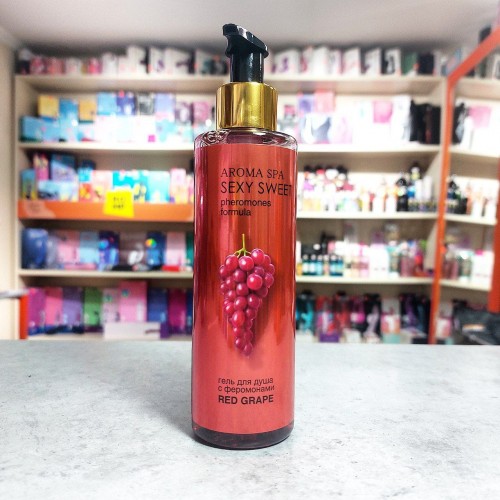 AROMA SPA
SEXY SWEET
pheromones
formula
гель для душа
с феромонами
RED GRAPE